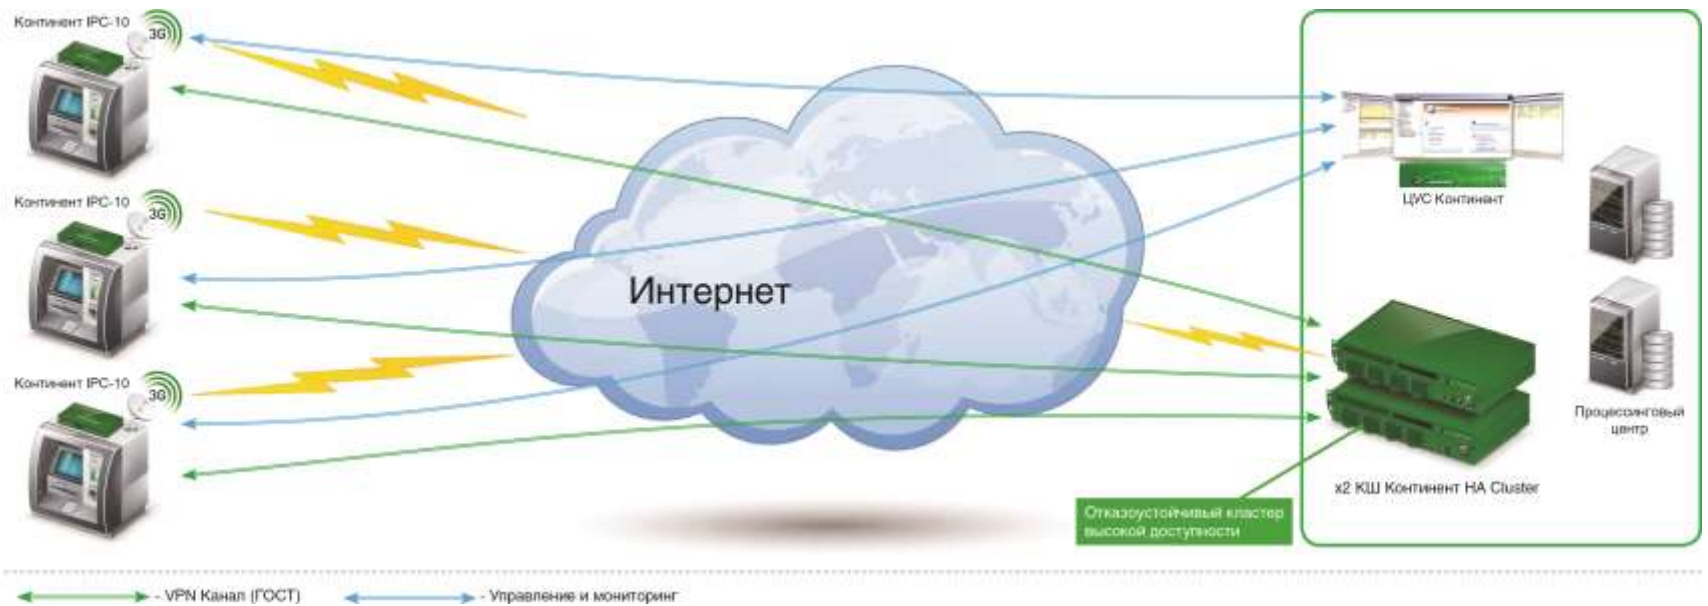 Континент IPC-10
3G
Континент IPC-10
3G
Континент IPC-10
3G
Интернет
ЦУС Континент
Процессинговый
центр
x2 КШ Континент HA Cluster
Отказоустойчивый кластер
высокой доступности
- VPN Канал (ГОСТ)
- Управление и мониторинг